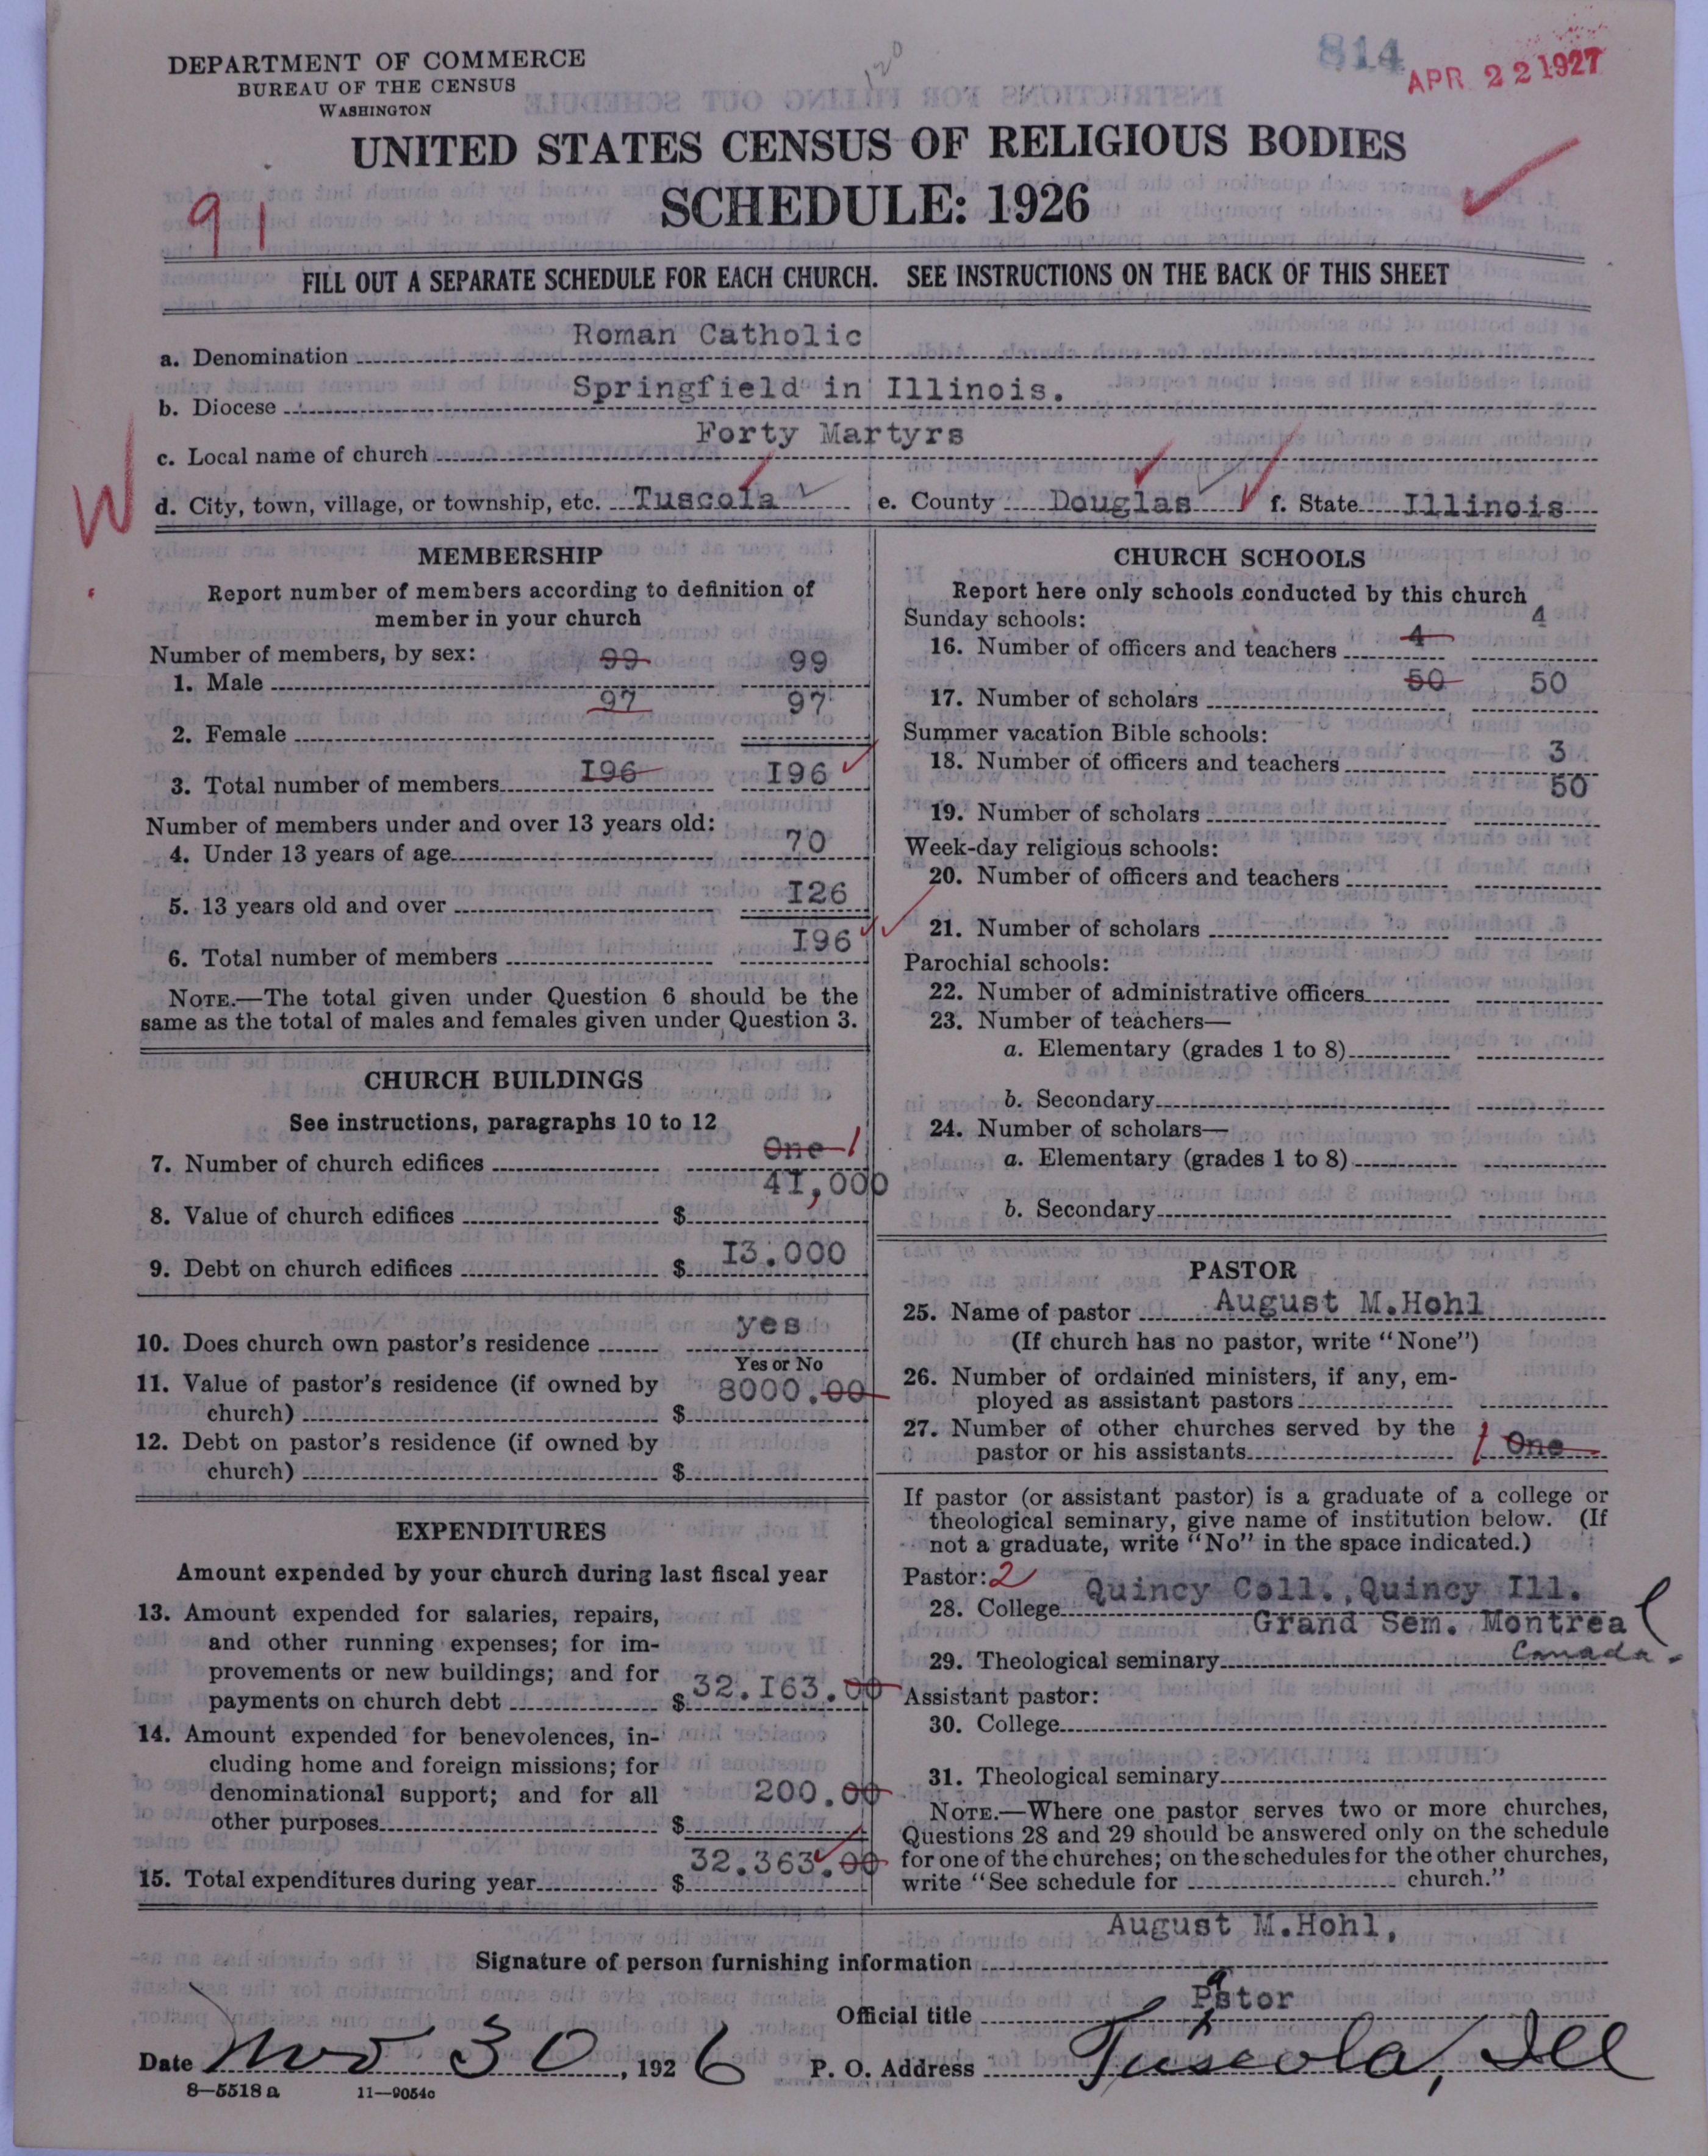 DEPARTMENT OF COMMERCE
BUREAU OF THE CENSUS
WASHINGTON
120
814
APR 22 1927
UNITED STATES CENSUS OF RELIGIOUS BODIES
SCHEDULE: 1926
91
FILL OUT A SEPARATE SCHEDULE FOR EACH CHURCH. SEE INSTRUCTIONS ON THE BACK OF THIS SHEET
a. Denomination Roman Catholic
b. Diocese Springfield in Illinois.
c. Local name of church Forty Martyrs
W
d. City, town, village, or township, etc. Tuscola e. County Douglas f. State Illinois
MEMBERSHIP
Report number of members according to definition of
member in your church
Number of members, by sex:
1. Male 99 99
2. Female 97 97
3. Total number of members I96 I96
Number of members under and over 13 years old:
4. Under 13 years of age 70
5. 13 years old and over I26
6. Total number of members I96
NOTE.—The total given under Question 6 should be the
same as the total of males and females given under Question 3.
CHURCH BUILDINGS
See instructions, paragraphs 10 to 12
7. Number of church edifices One 1
8. Value of church edifices $ 4I,000
9. Debt on church edifices $ I3.000
10. Does church own pastor's residence yes
Yes or No
11. Value of pastor's residence (if owned by
church) $ 8000.00
12. Debt on pastor's residence (if owned by
church) $
EXPENDITURES
Amount expended by your church during last fiscal year
13. Amount expended for salaries, repairs,
and other running expenses; for im-
provements or new buildings; and for
payments on church debt $ 32.I63.00
14. Amount expended for benevolences, in-
cluding home and foreign missions; for
denominational support; and for all
other purposes $ 200.00
15. Total expenditures during year $ 32.363.00
CHURCH SCHOOLS
Report here only schools conducted by this church
Sunday schools:
16. Number of officers and teachers 4 4
17. Number of scholars 50 50
Summer vacation Bible schools:
18. Number of officers and teachers 3
19. Number of scholars 50
Week-day religious schools:
20. Number of officers and teachers
21. Number of scholars
Parochial schools:
22. Number of administrative officers
23. Number of teachers—
a. Elementary (grades 1 to 8)
b. Secondary
24. Number of scholars—
a. Elementary (grades 1 to 8)
b. Secondary
PASTOR
25. Name of pastor August M.Hohl
(If church has no pastor, write "None")
26. Number of ordained ministers, if any, em-
ployed as assistant pastors
27. Number of other churches served by the
pastor or his assistants 1 One
If pastor (or assistant pastor) is a graduate of a college or
theological seminary, give name of institution below. (If
not a graduate, write "No" in the space indicated.)
Pastor: 2
28. College Quincy Coll.,Quincy Ill.
29. Theological seminary Grand Sem. Montreal
Canada.
Assistant pastor:
30. College
31. Theological seminary
NOTE.—Where one pastor serves two or more churches,
Questions 28 and 29 should be answered only on the schedule
for one of the churches; on the schedules for the other churches,
write "See schedule for church."
Signature of person furnishing information August M.Hohl,
Official title Pastor
Date Nov 30, 1926 P. O. Address Tuscola, Ill
8—5518 a 11—9054c